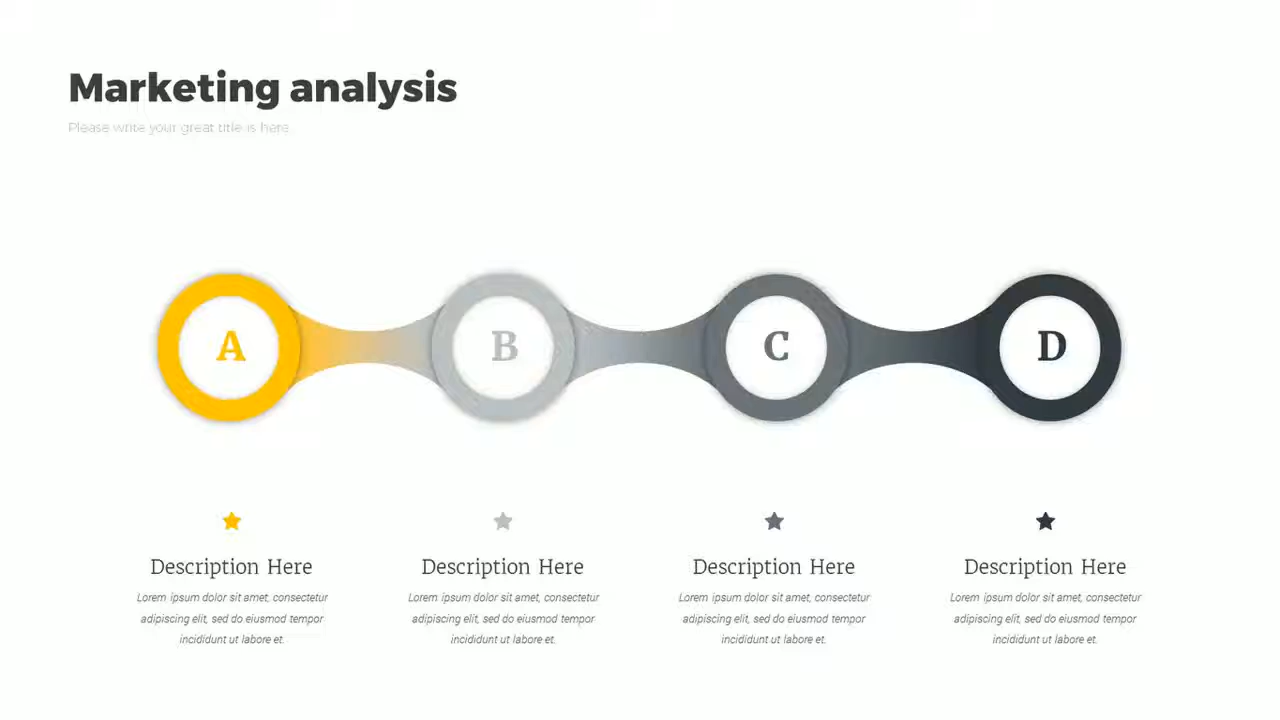 Marketing analysis
Please write your great title is here.
A
B
C
D
Description Here
Lorem ipsum dolor sit amet, consectetur
adipiscing elit, sed do eiusmod tempor
incididunt ut labore et.
Description Here
Lorem ipsum dolor sit amet, consectetur
adipiscing elit, sed do eiusmod tempor
incididunt ut labore et.
Description Here
Lorem ipsum dolor sit amet, consectetur
adipiscing elit, sed do eiusmod tempor
incididunt ut labore et.
Description Here
Lorem ipsum dolor sit amet, consectetur
adipiscing elit, sed do eiusmod tempor
incididunt ut labore et.